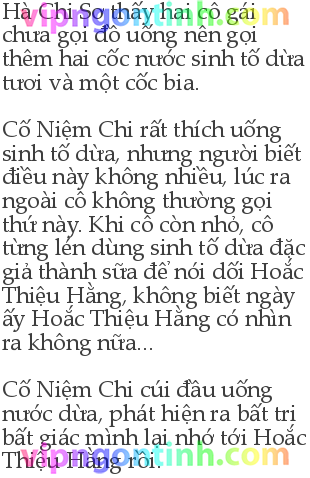 Hà Chi Sơ thấy hai cô gái
chưa gọi đồ uống nên gọi
thêm hai cốc nước sinh tố dừa
tươi và một cốc bia.
Cố Niệm Chi rất thích uống
sinh tố dừa, nhưng người biết
điều này không nhiều, lúc ra
ngoài cô không thường gọi
thứ này. Khi cô còn nhỏ, cô
từng lén dùng sinh tố dừa đặc
giả thành sữa để nói dối Hoắc
Thiệu Hằng, không biết ngày
ấy Hoắc Thiệu Hằng có nhìn
ra không nữa...
Cố Niệm Chi cúi đầu uống
nước dừa, phát hiện ra bất tri
bất giác mình lại nhớ tới Hoắc
Thiệu Hằng rồi.
vipngontinh.com
vipngontinh.com